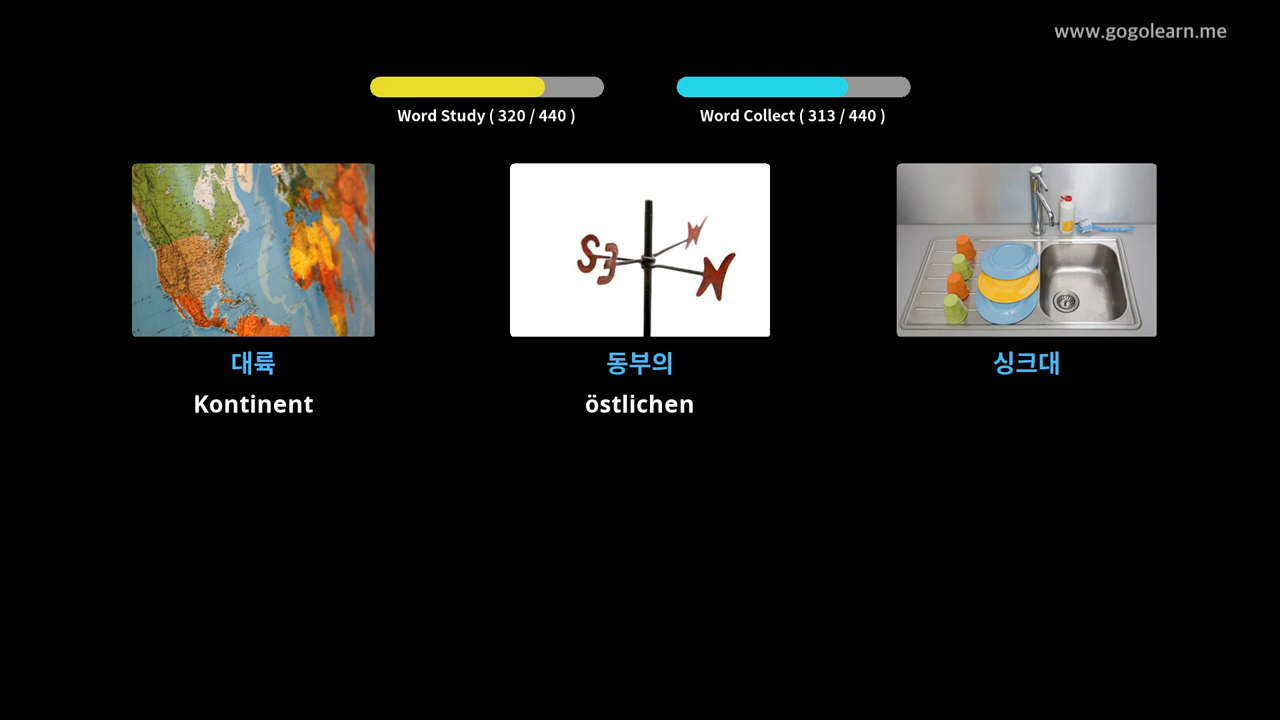 www.gogolearn.me
Word Study ( 320 / 440 )
Word Collect ( 313 / 440 )
S
E
N
대륙
동부의
싱크대
Kontinent
östlichen